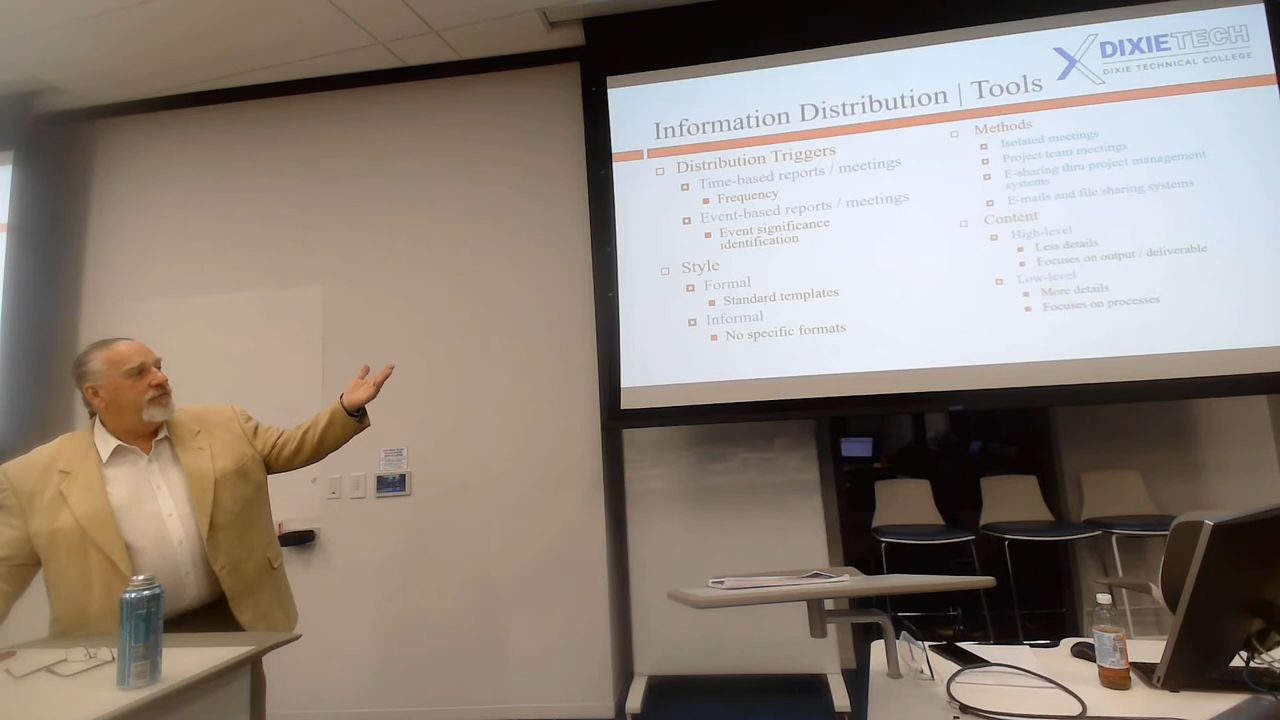 DIXIETECH
DIXIE TECHNICAL COLLEGE
Information Distribution | Tools
Distribution Triggers
Time-based reports / meetings
Frequency
Event-based reports / meetings
Event significance
identification
Style
Formal
Standard templates
Informal
No specific formats
Methods
Isolated meetings
Project team meetings
E-sharing thru project management
systems
E-mails and file sharing systems
Content
High-level
Less details
Focuses on output / deliverable
Low-level
More details
Focuses on processes